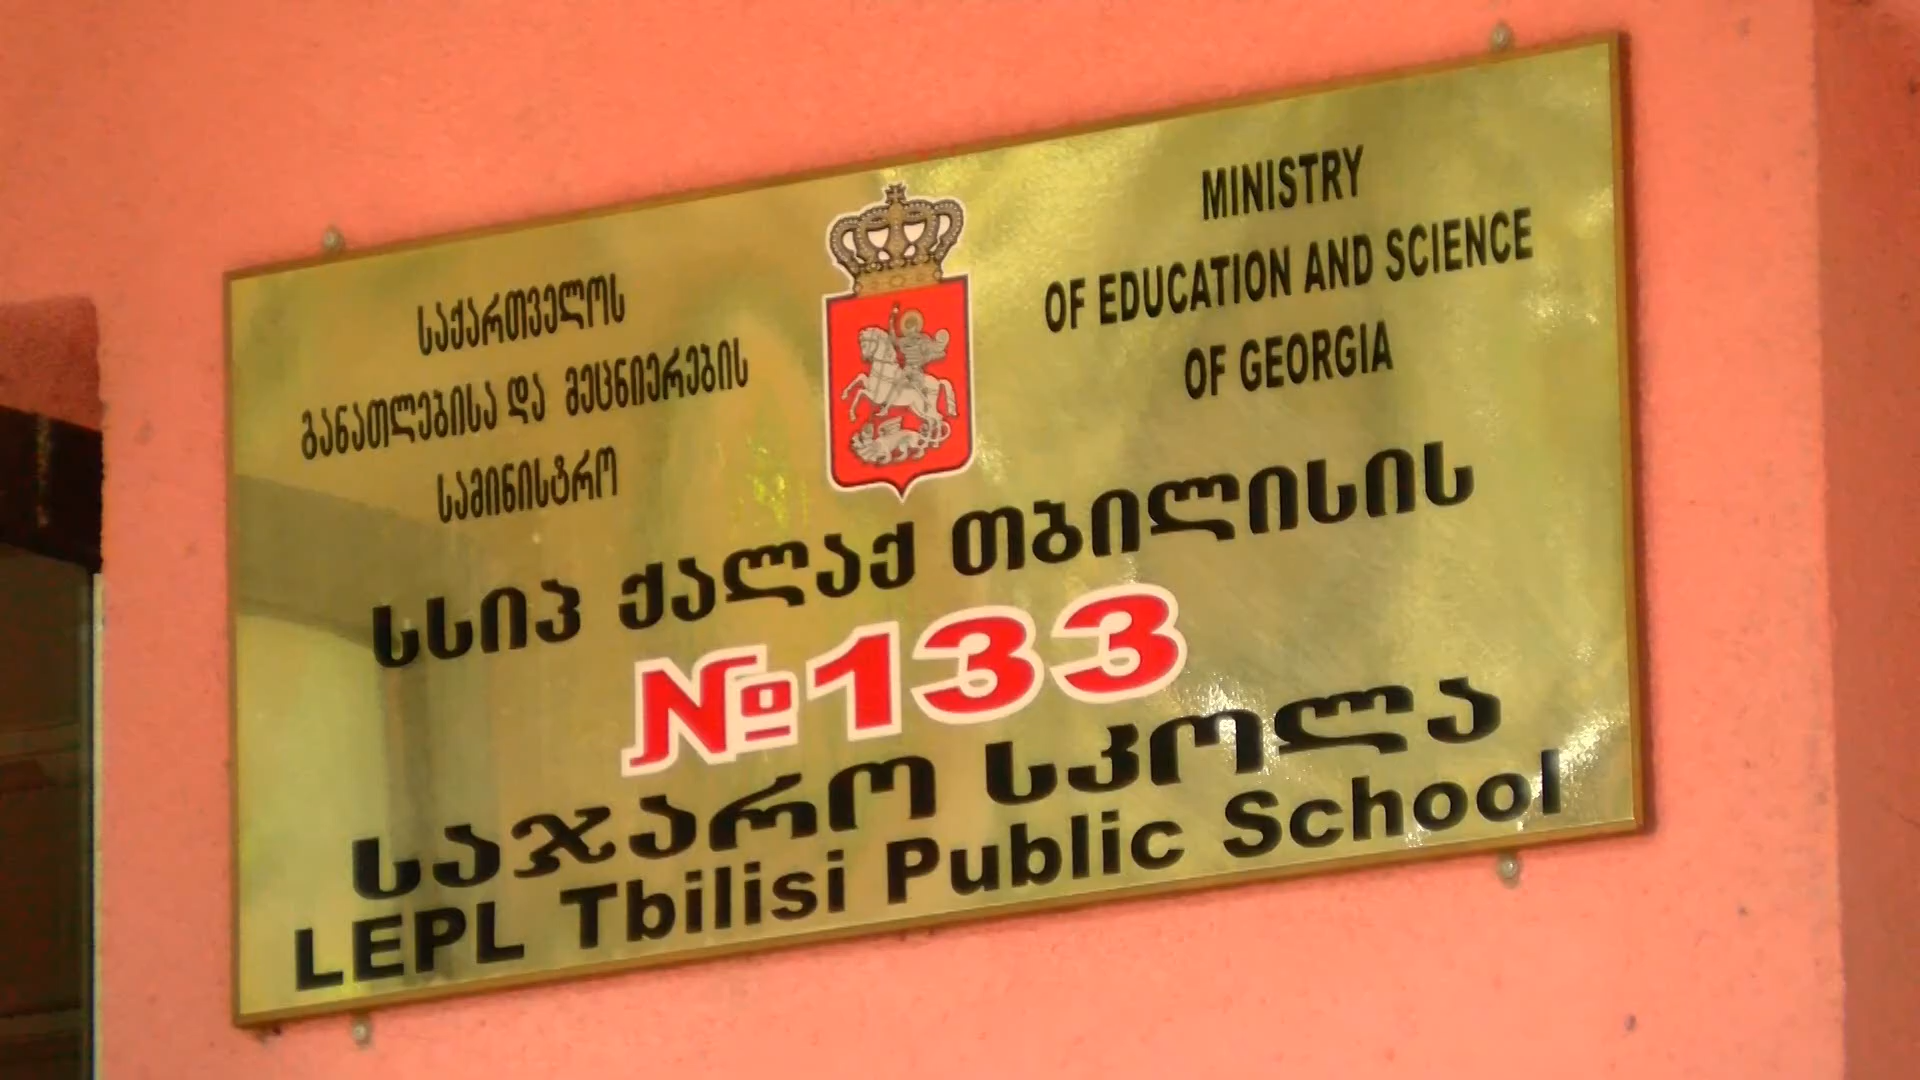 საქართველოს
განათლებისა და მეცნიერების
სამინისტრო
MINISTRY
OF EDUCATION AND SCIENCE
OF GEORGIA
სსიპ ქალაქ თბილისის
№133
საჯარო სკოლა
LEPL Tbilisi Public School